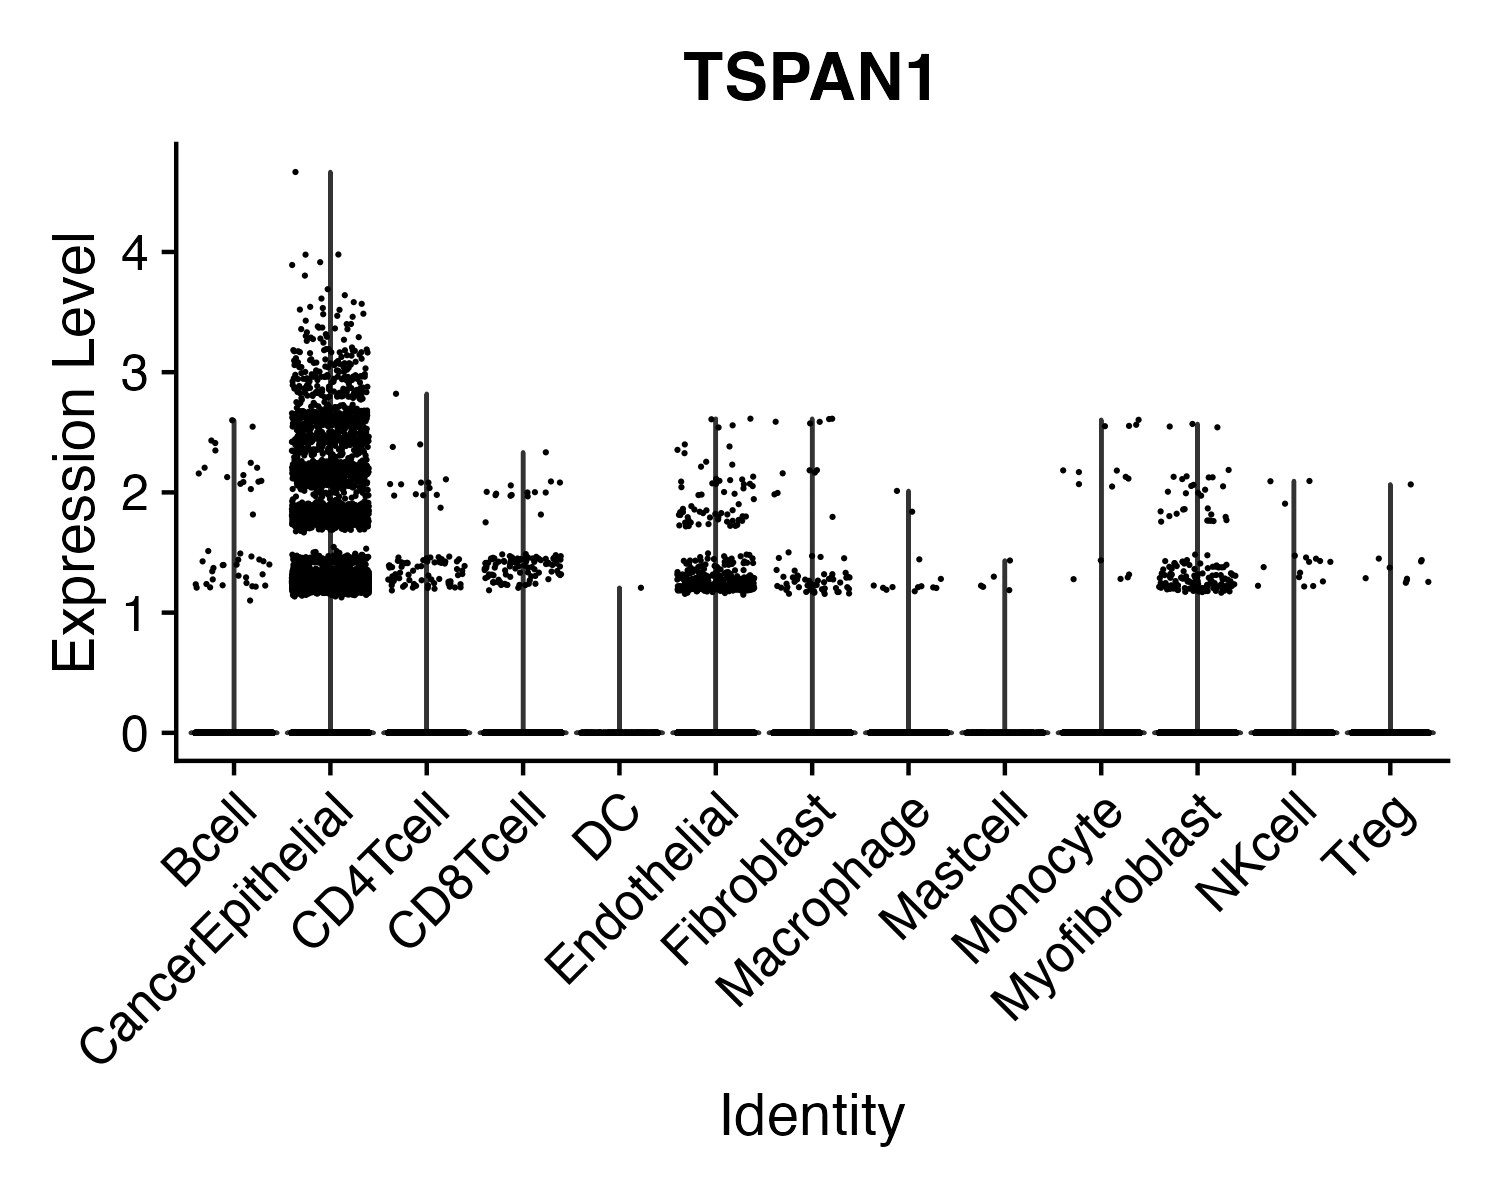 TSPAN1
Expression Level
4
3
2
1
0
Bcell
CancerEpithelial
CD4Tcell
CD8Tcell
DC
Endothelial
Fibroblast
Macrophage
Mastcell
Monocyte
Myofibroblast
NKcell
Treg
Identity